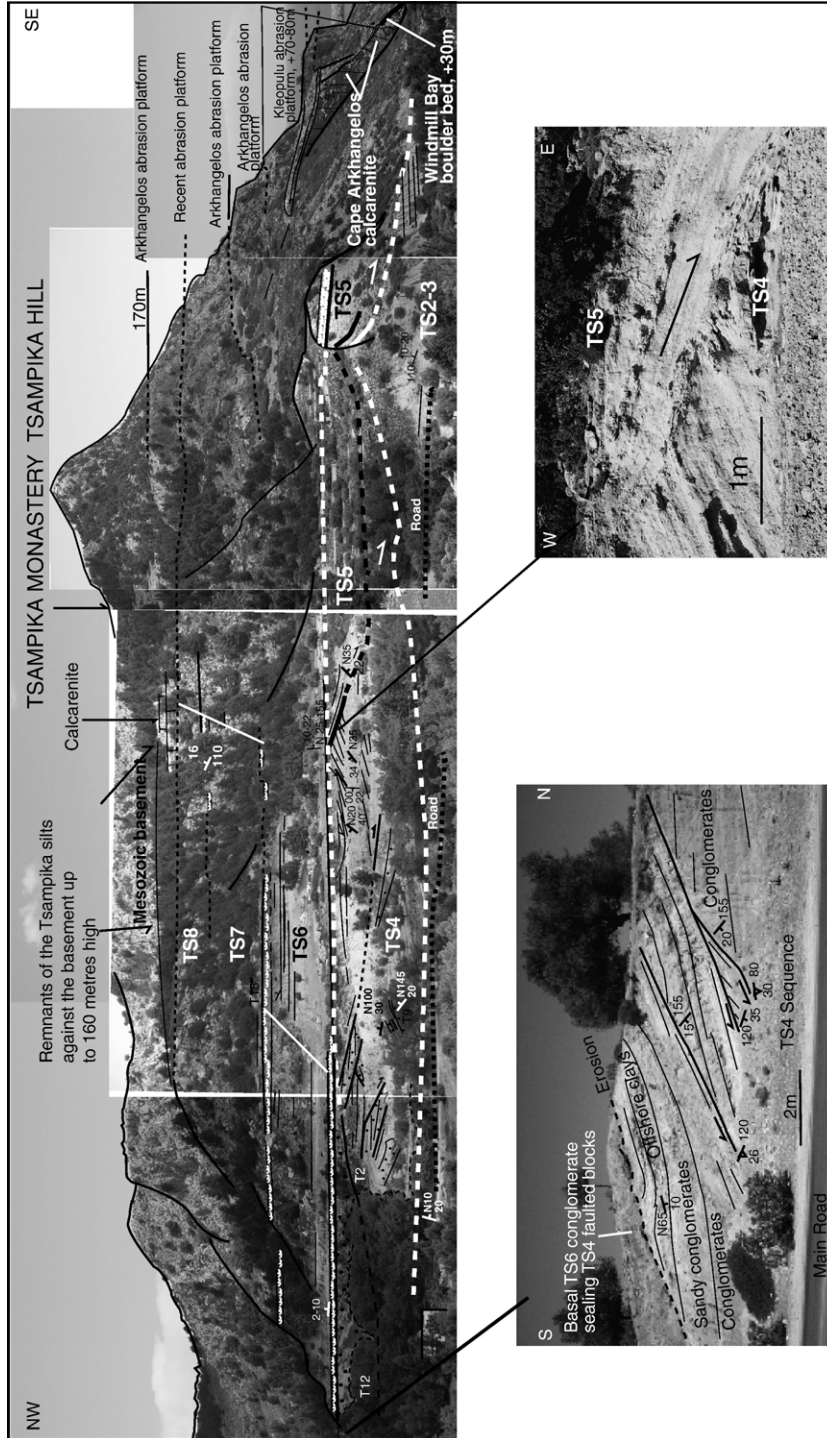 NW
SE
TSAMPIKA MONASTERY
TSAMPIKA HILL
Remnants of the Tsampika silts
against the basement up
to 160 metres high
Calcarenite
Mesozoic basement
170m
Arkhangelos abrasion platform
Recent abrasion platform
Arkhangelos abrasion platform
Arkhangelos abrasion
platform
Kleopulu abrasion
platform, +70-80m
TS8
16
110
TS7
TS6
TS5
TS5
Cape Arkhangelos
calcarenite
Windmill Bay
boulder bed, +30m
TS4
TS2-3
2-10
T12
T2
N100
30
N145
20
N10
20
N35
N35
34
110
Road
Road
S
N
Basal TS6 conglomerate
sealing TS4 faulted blocks
Erosion
Offshore clays
N65
10
Sandy conglomerates
Conglomerates
Conglomerates
15
155
20
155
120
35
80
30
120
26
TS4 Sequence
2m
Main Road
W
E
TS5
TS4
1m